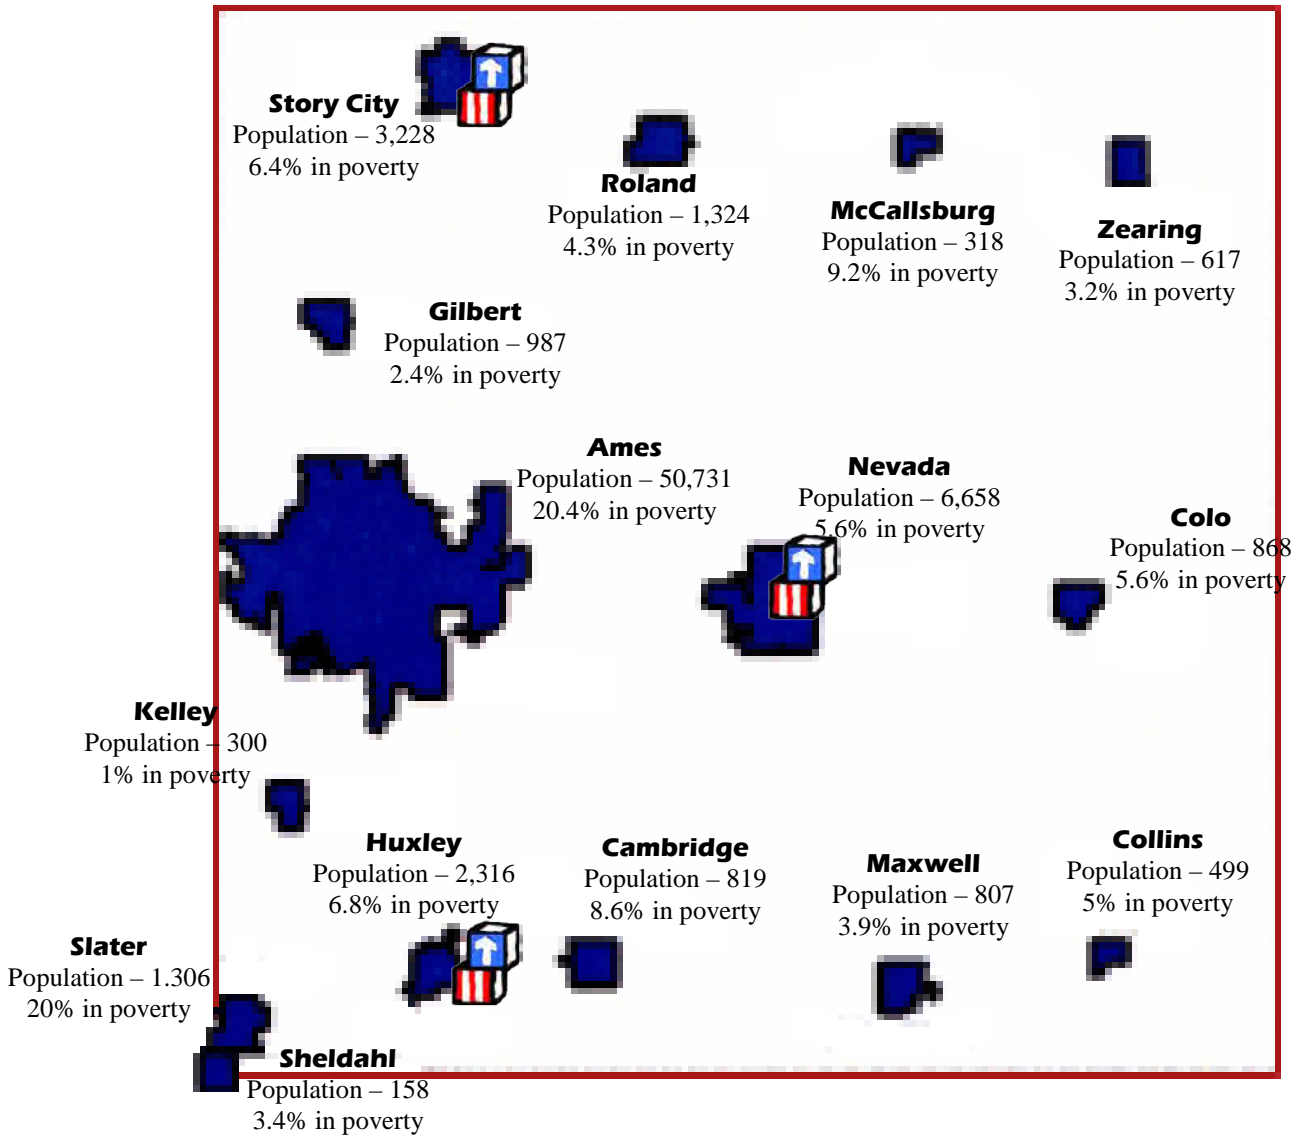 Story City
Population – 3,228
6.4% in poverty
Roland
Population – 1,324
4.3% in poverty
McCallsburg
Population – 318
9.2% in poverty
Zearing
Population – 617
3.2% in poverty
Gilbert
Population – 987
2.4% in poverty
Ames
Population – 50,731
20.4% in poverty
Nevada
Population – 6,658
5.6% in poverty
Colo
Population – 868
5.6% in poverty
Kelley
Population – 300
1% in poverty
Huxley
Population – 2,316
6.8% in poverty
Cambridge
Population – 819
8.6% in poverty
Maxwell
Population – 807
3.9% in poverty
Collins
Population – 499
5% in poverty
Slater
Population – 1.306
20% in poverty
Sheldahl
Population – 158
3.4% in poverty